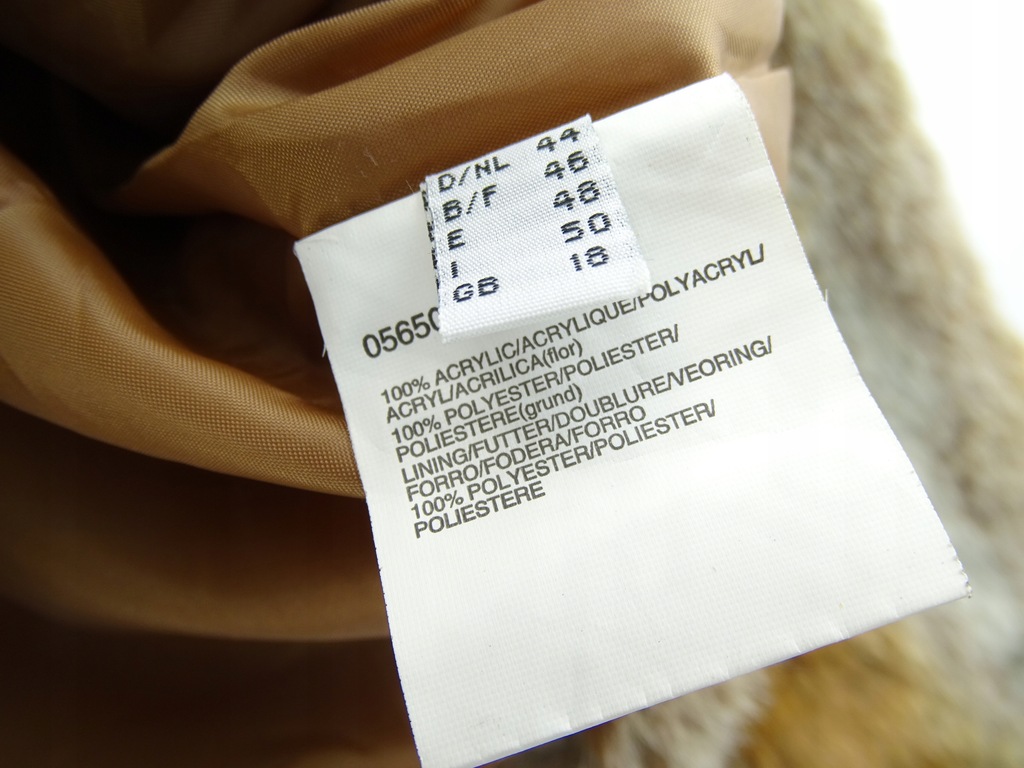 D/NL 44
B/F 46
E 48
I 50
GB 18
0565
100% ACRYLIC/ACRYLIQUE/POLYACRYL/
ACRYL/ACRILICA(flor)
100% POLYESTER/POLIESTER/
POLIESTERE(grund)
LINING/FUTTER/DOUBLURE/VEORING/
FORRO/FODERA/FORRO
100% POLYESTER/POLIESTER/
POLIESTERE